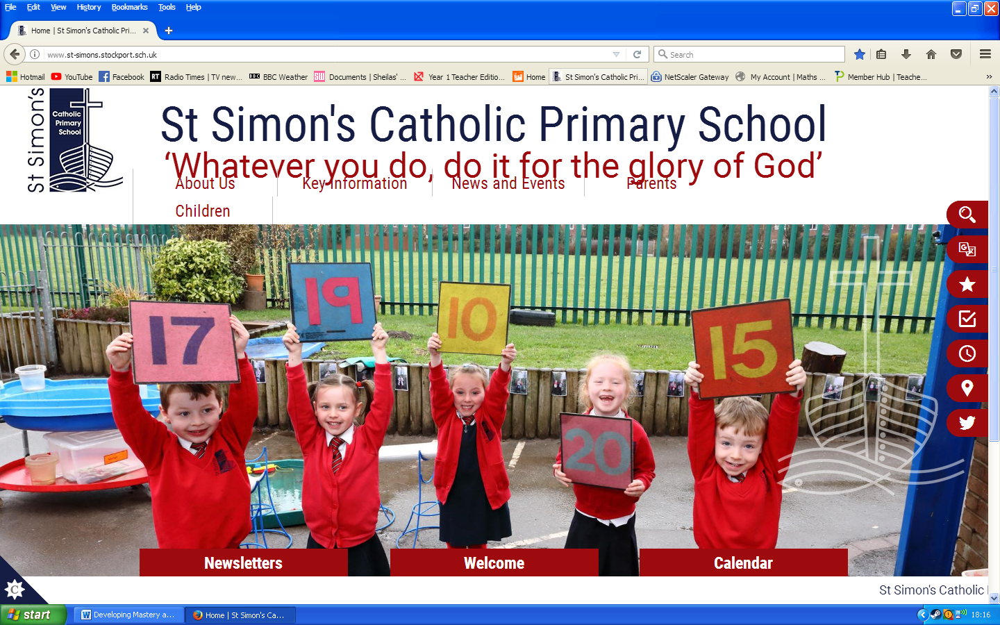 File Edit View History Bookmarks Tools Help
Home | St Simon's Catholic Pri...
www.st-simons.stockport.sch.uk
Search
Hotmail YouTube Facebook RT Radio Times | TV new... BBC BBC Weather Documents | Sheilas' ... Year 1 Teacher Editio... Home St Simon's Catholic Pri... NetScaler Gateway My Account | Maths ... Member Hub | Teache...
St Simon's
Catholic
Primary
School
St Simon's Catholic Primary School
‘Whatever you do, do it for the glory of God’
About Us Key Information News and Events Parents
Children
17
19
10
15
20
Newsletters Welcome Calendar
C
St Simon's Catholic
start Developing Mastery a... Home | St Simon's Ca... 18:16